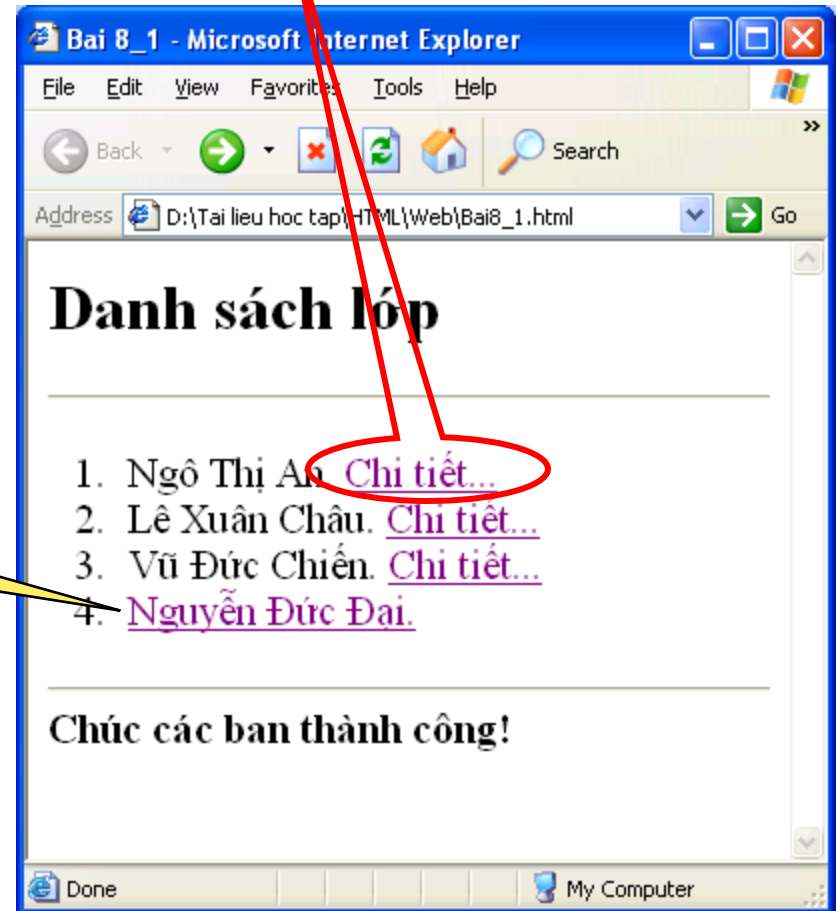 Bai 8_1 - Microsoft Internet Explorer
File Edit View Favorites Tools Help
Back Search »
Address D:\Tai lieu hoc tap\HTML\Web\Bai8_1.html Go
Danh sách lớp
1. Ngô Thị An. Chi tiết...
2. Lê Xuân Châu. Chi tiết...
3. Vũ Đức Chiến. Chi tiết...
4. Nguyễn Đức Đại.
Chúc các ban thành công!
Done My Computer